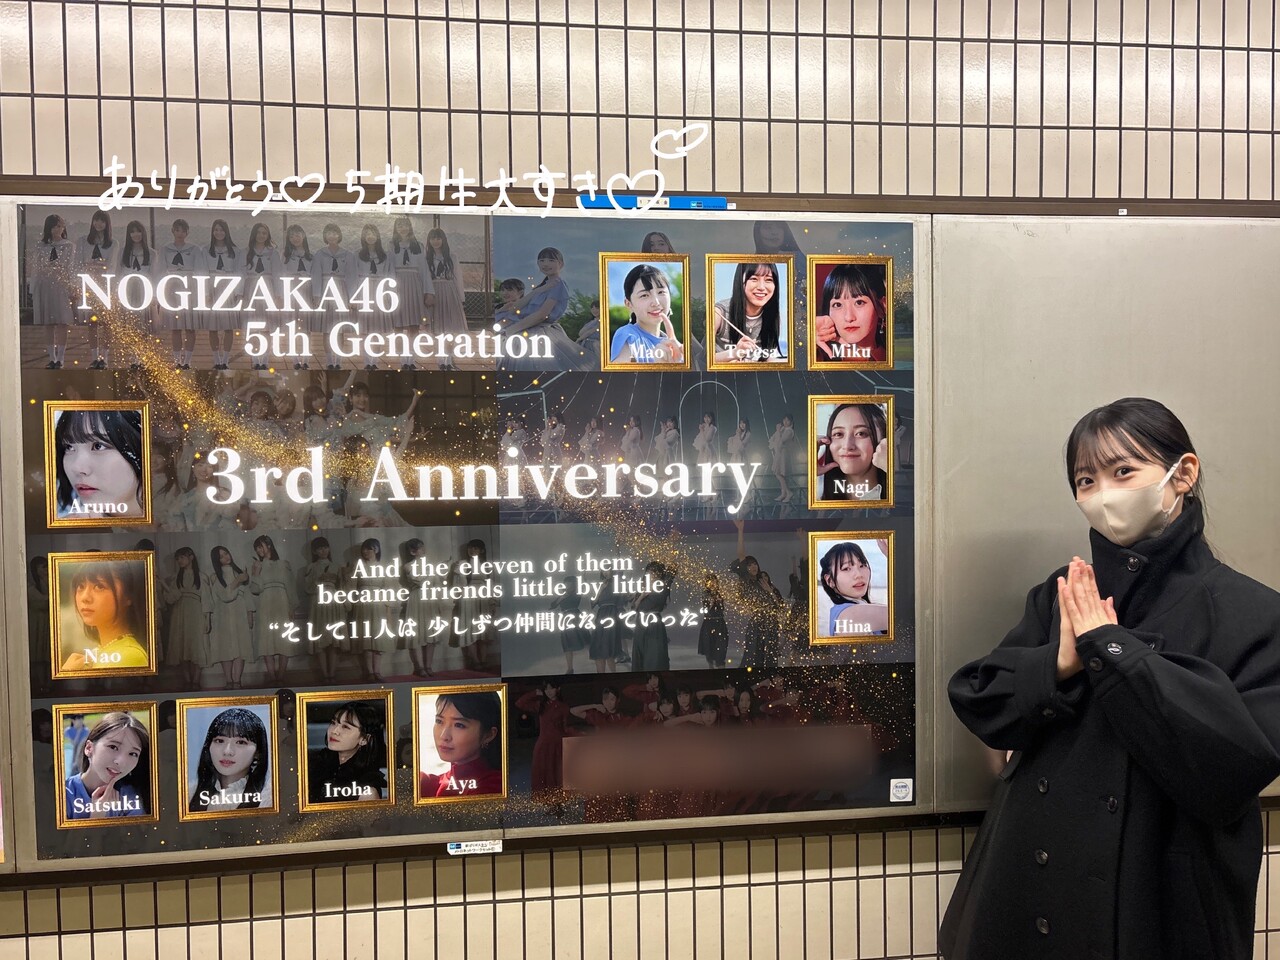 ありがとう♡5期生大すき♡♡
NOGIZAKA46
5th Generation
Mao
Teresa
Miku
3rd Anniversary
Aruno
Nagi
And the eleven of them
became friends little by little
“そして11人は 少しずつ仲間になっていった“
Nao
Hina
Satsuki
Sakura
Iroha
Aya